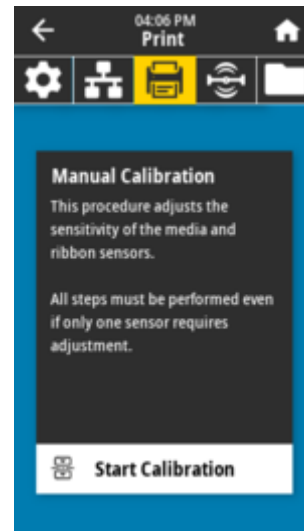 04:06 PM
Print
Manual Calibration
This procedure adjusts the
sensitivity of the media and
ribbon sensors.
All steps must be performed even
if only one sensor requires
adjustment.
Start Calibration